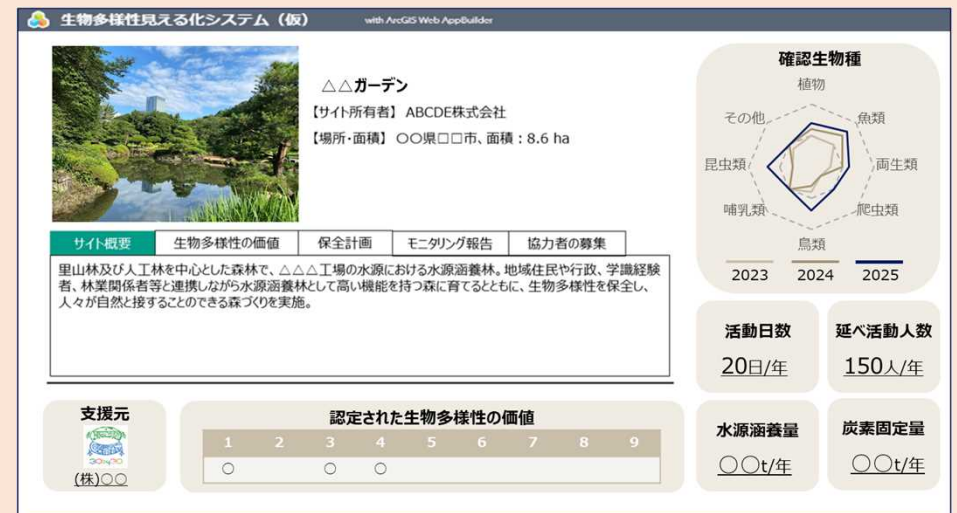 生物多様性見える化システム（仮） with ArcGIS Web AppBuilder
△△ガーデン
【サイト所有者】 ABCDE株式会社
【場所・面積】 〇〇県□□市、面積：8.6 ha
サイト概要 生物多様性の価値 保全計画 モニタリング報告 協力者の募集
里山林及び人工林を中心とした森林で、△△△工場の水源における水源涵養林。地域住民や行政、学識経験
者、林業関係者等と連携しながら水源涵養林として高い機能を持つ森に育てるとともに、生物多様性を保全し、
人々が自然と接することのできる森づくりを実施。
支援元
30by30
(株)〇〇
認定された生物多様性の価値
1 2 3 4 5 6 7 8 9
〇 〇 〇
確認生物種
植物
魚類
両生類
爬虫類
鳥類
哺乳類
昆虫類
その他
2023 2024 2025
活動日数
20日/年
延べ活動人数
150人/年
水源涵養量
〇〇t/年
炭素固定量
〇〇t/年